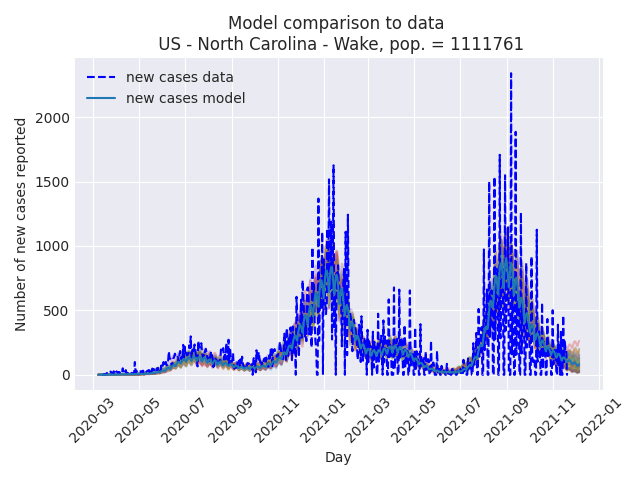 Model comparison to data
US - North Carolina - Wake, pop. = 1111761
new cases data
new cases model
Number of new cases reported
2000
1500
1000
500
0
2020-03
2020-05
2020-07
2020-09
2020-11
2021-01
2021-03
2021-05
2021-07
2021-09
2021-11
2022-01
Day